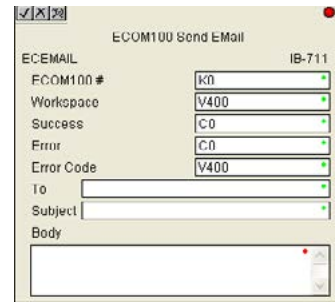 ECOM100 Send EMail
ECEMAIL IB-711
ECOM100 # K0
Workspace V400
Success C0
Error C0
Error Code V400
To
Subject
Body